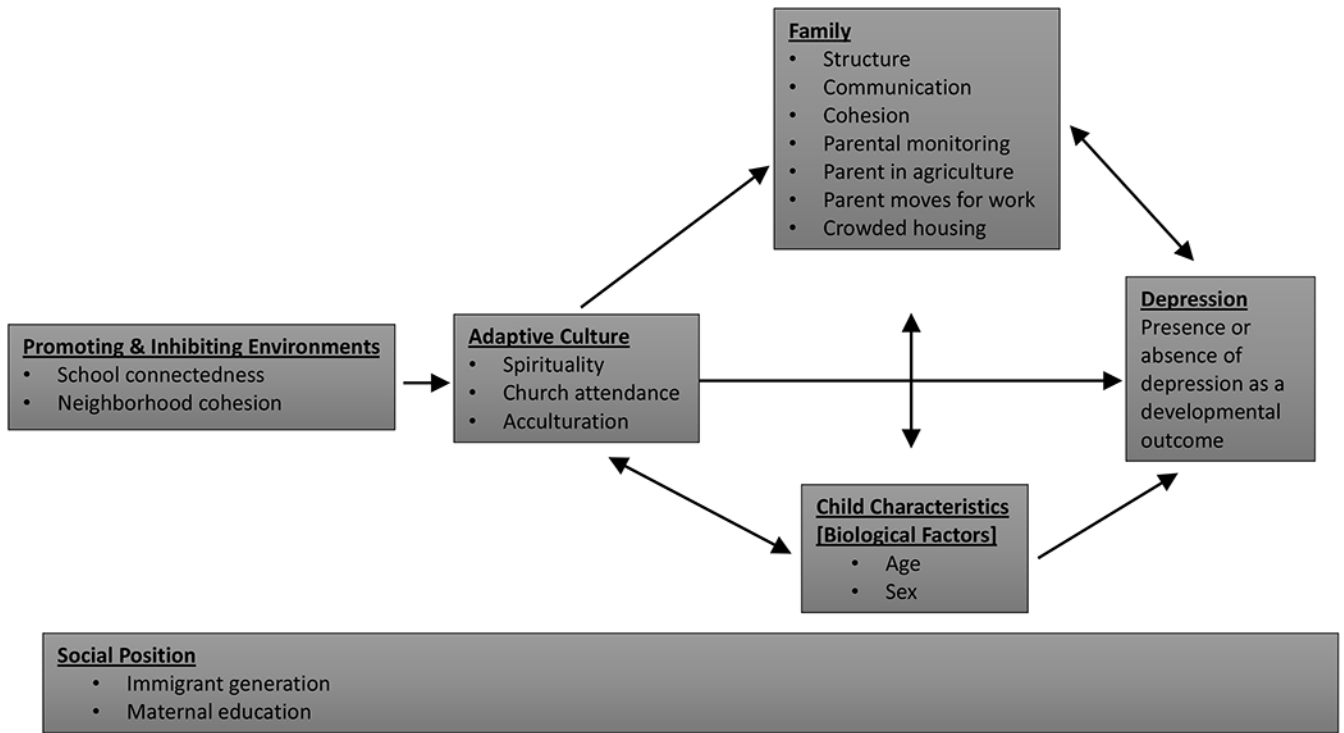 Family
• Structure
• Communication
• Cohesion
• Parental monitoring
• Parent in agriculture
• Parent moves for work
• Crowded housing
Promoting & Inhibiting Environments
• School connectedness
• Neighborhood cohesion
Adaptive Culture
• Spirituality
• Church attendance
• Acculturation
Depression
Presence or
absence of
depression as a
developmental
outcome
Child Characteristics
[Biological Factors]
• Age
• Sex
Social Position
• Immigrant generation
• Maternal education